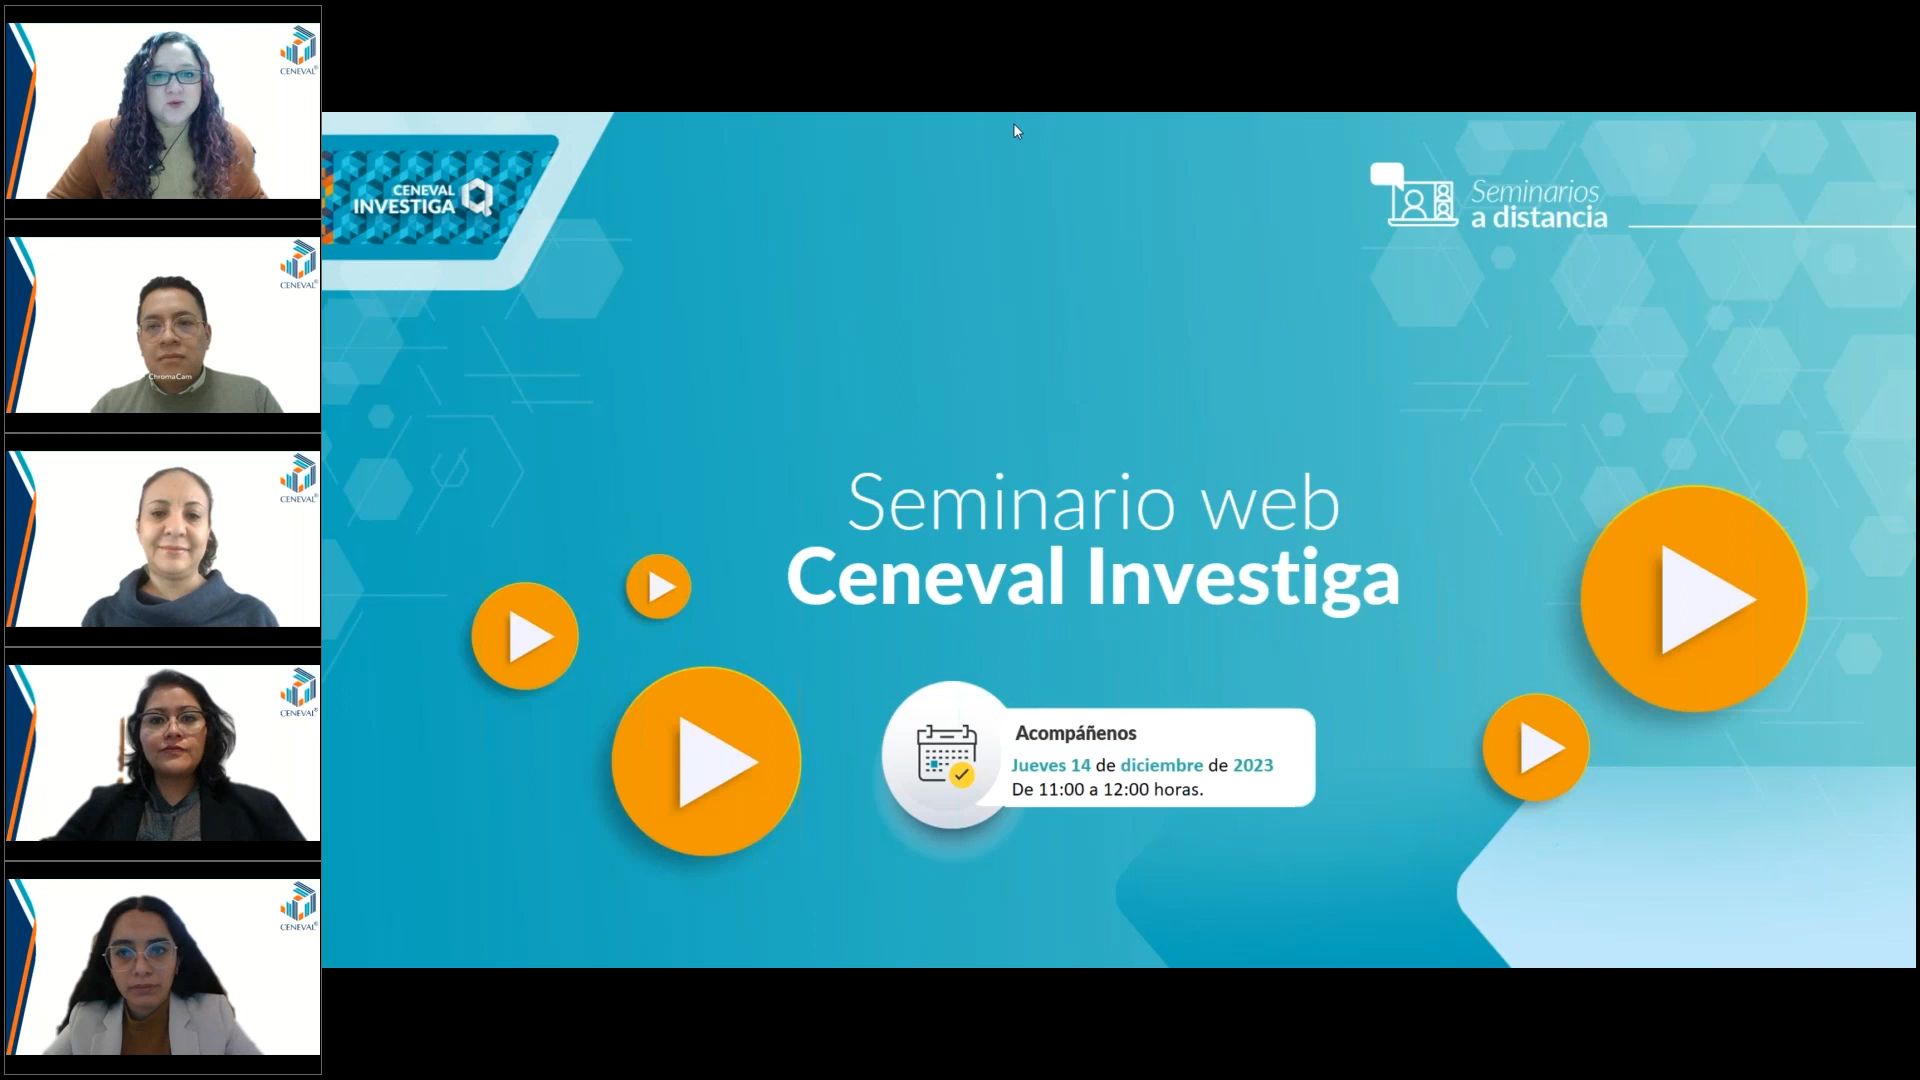 CENEVAL®
CENEVAL®
ChromaCam
CENEVAL®
CENEVAL®
CENEVAL®
CENEVAL
INVESTIGA
Seminarios
a distancia
Seminario web
Ceneval Investiga
Acompáñenos
Jueves 14 de diciembre de 2023
De 11:00 a 12:00 horas.